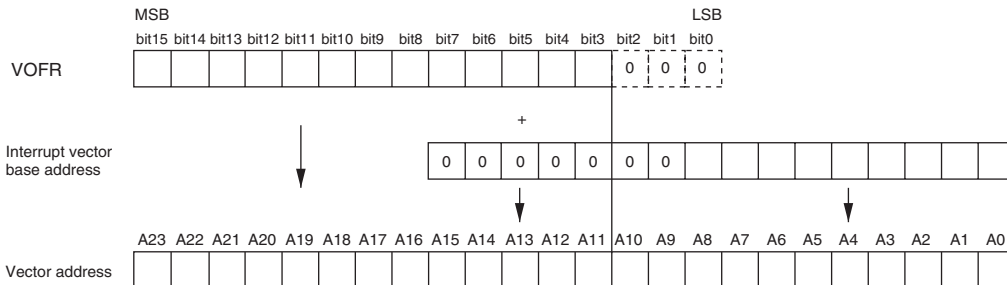 MSB LSB
bit15 bit14 bit13 bit12 bit11 bit10 bit9 bit8 bit7 bit6 bit5 bit4 bit3 bit2 bit1 bit0
VOFR 0 0 0
+
Interrupt vector
base address
0 0 0 0 0 0 0
A23 A22 A21 A20 A19 A18 A17 A16 A15 A14 A13 A12 A11 A10 A9 A8 A7 A6 A5 A4 A3 A2 A1 A0
Vector address